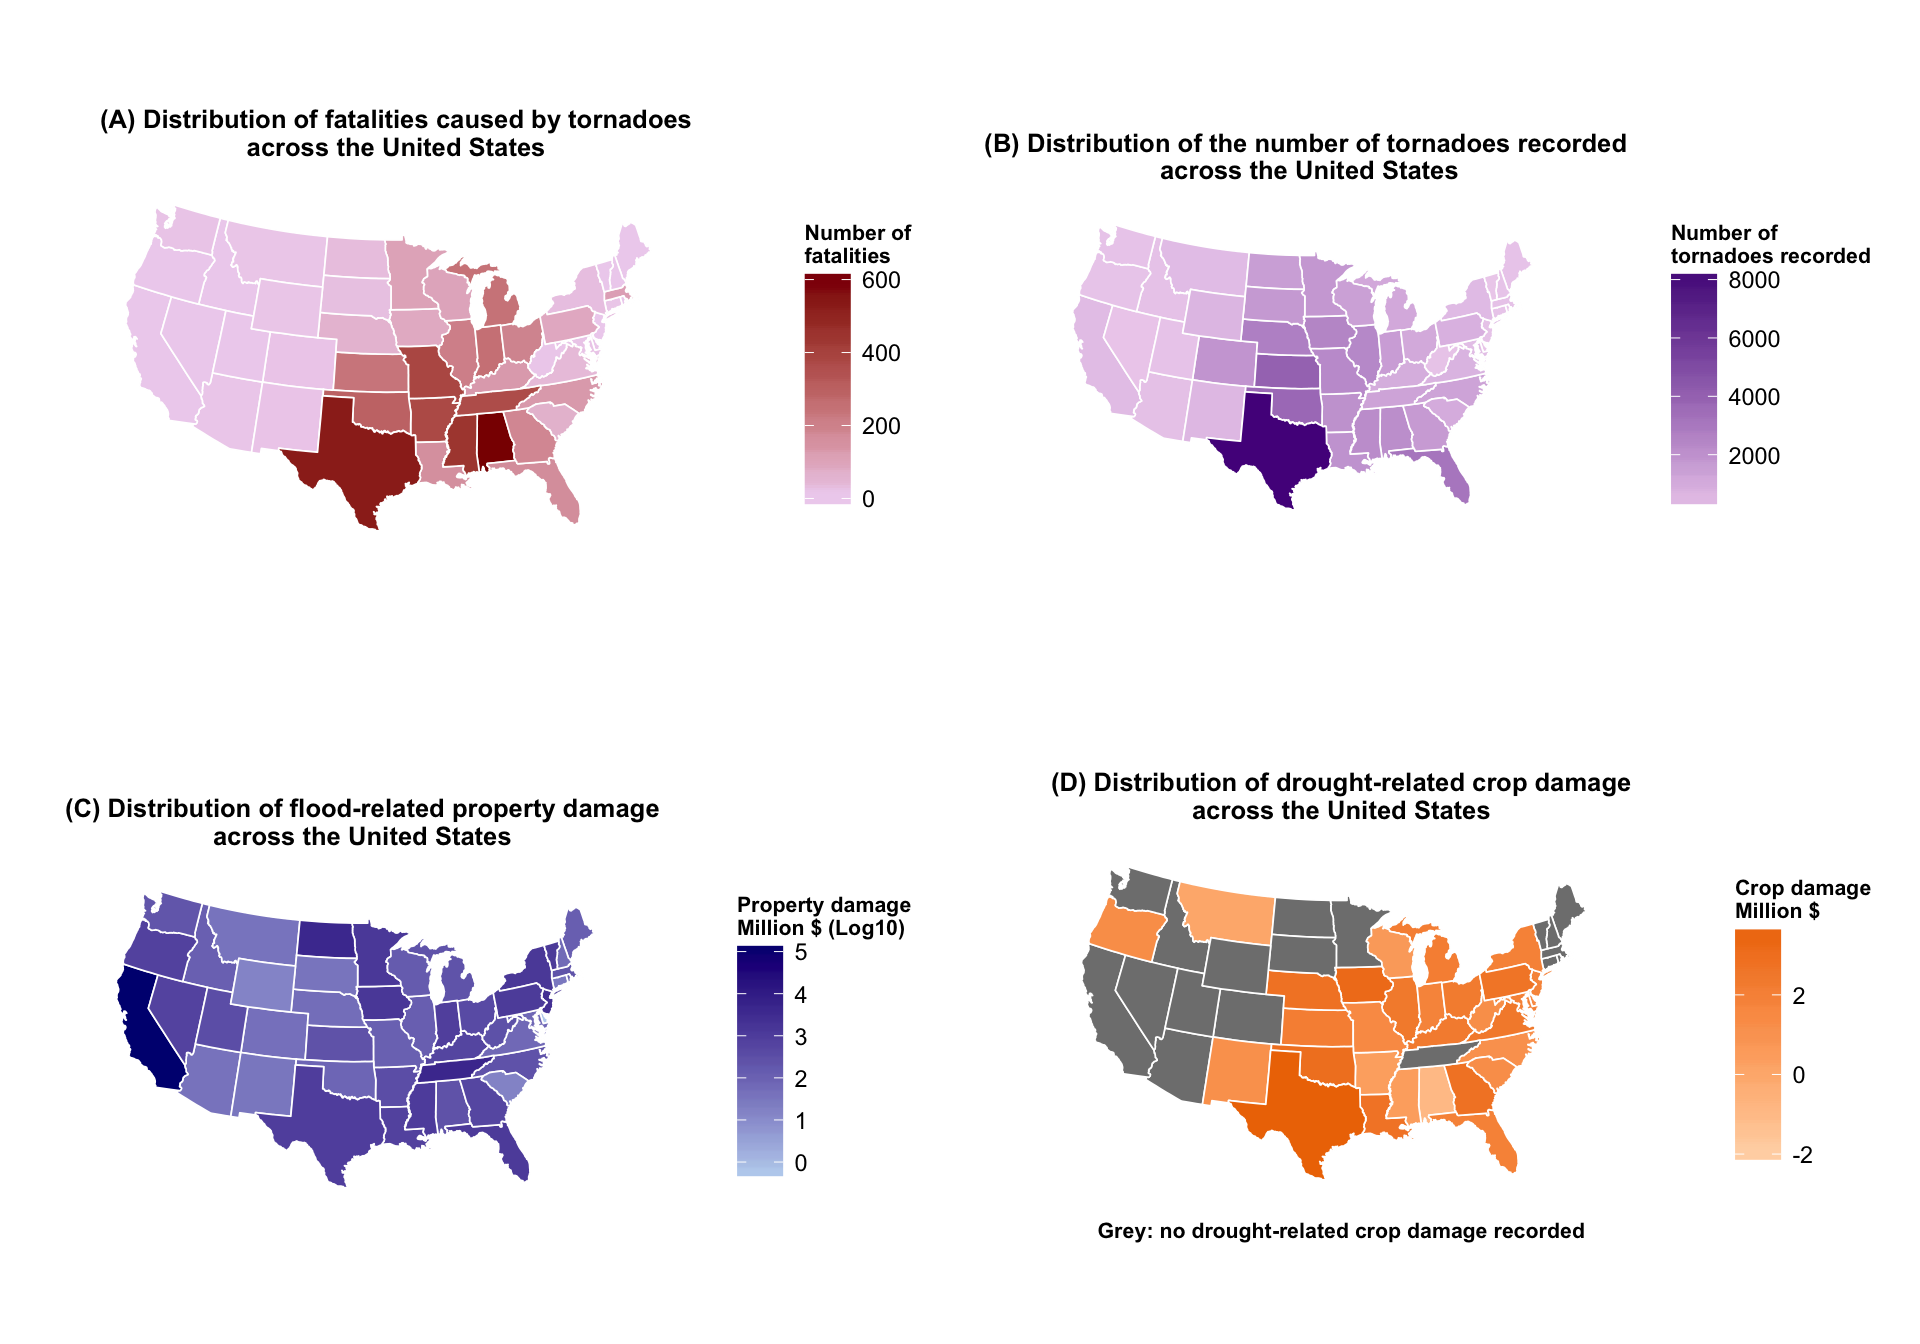 (A) Distribution of fatalities caused by tornadoes
across the United States
Number of
fatalities
600
400
200
0
(B) Distribution of the number of tornadoes recorded
across the United States
Number of
tornadoes recorded
8000
6000
4000
2000
(C) Distribution of flood-related property damage
across the United States
Property damage
Million $ (Log10)
5
4
3
2
1
0
(D) Distribution of drought-related crop damage
across the United States
Crop damage
Million $
2
0
-2
Grey: no drought-related crop damage recorded